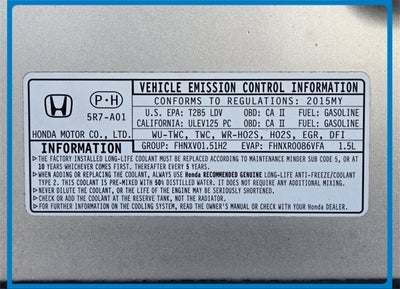 VEHICLE EMISSION CONTROL INFORMATION
P-H
CONFORMS TO REGULATIONS: 2015MY
5R7-A01
U.S. EPA: T2B5 LDV OBD: CA II FUEL: GASOLINE
CALIFORNIA: ULEV125 PC OBD: CA II FUEL: GASOLINE
HONDA MOTOR CO., LTD.
WU-TWC, TWC, WR-HO2S, HO2S, EGR, DFI
INFORMATION
GROUP: FHNXV01.51H2 EVAP: FHNXR0086VFA 1.5L
▷THE FACTORY INSTALLED LONG-LIFE COOLANT MUST BE REPLACED ACCORDING TO MAINTENANCE MINDER SUB CODE 5, OR AT
10 YEARS WHICHEVER COMES FIRST. THEREAFTER EVERY 5 YEARS.
▷WHEN ADDING OR REPLACING THE COOLANT, ALWAYS USE Honda RECOMMENDED GENUINE LONG-LIFE ANTI-FREEZE/COOLANT
TYPE 2. THIS COOLANT IS PRE-MIXED WITH 50% DISTILLED WATER. IT DOES NOT REQUIRE ANY ADDITIONAL MIXING.
▷NEVER ADD WATER ONLY, OR THE LIFE OF THE ENGINE MAY BE SERIOUSLY SHORTENED.
▷CHECK OR ADD COOLANT AT THE RESERVE TANK, NOT THE RADIATOR.
▷FOR INFORMATION ON COOLING SYSTEM, READ THE OWNER'S MANUAL OR CHECK WITH YOUR Honda DEALER.